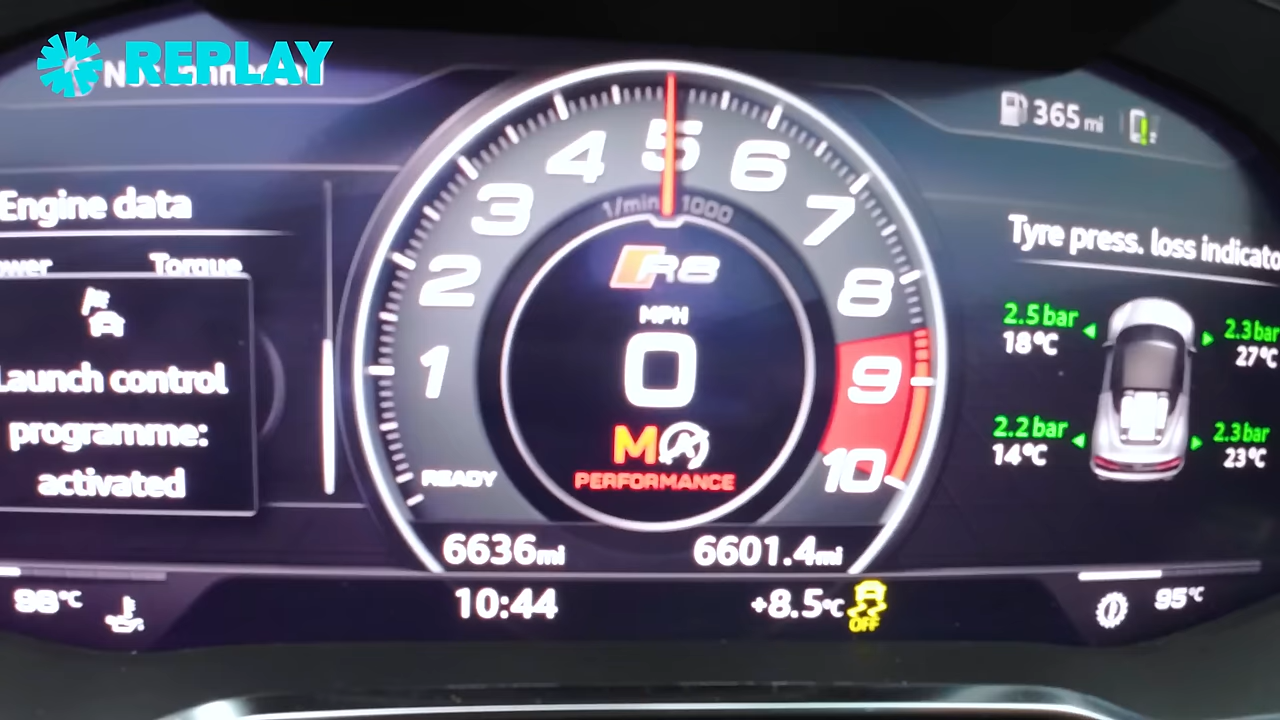 REPLAY
Not connected
365 mi
Engine data
Torque
Launch control
programme:
activated
1
2
3
4
5
6
7
8
9
10
1/min 1000
R8
MPH
0
M
PERFORMANCE
READY
6636mi
6601.4mi
10:44
+8.5°C
OFF
Tyre press. loss
2.5 bar
18°C
2.3 bar
27°C
2.2 bar
14°C
2.3 bar
23°C
98°C
95°C